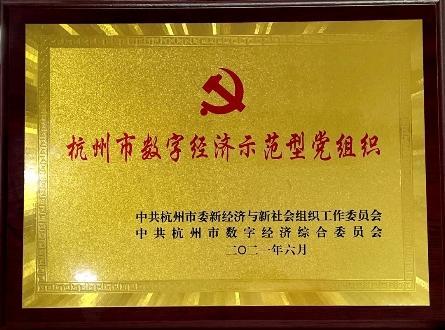 杭州市数字经济示范型党组织
中共杭州市委新经济与新社会组织工作委员会
中共杭州市数字经济综合委员会
二〇二一年六月